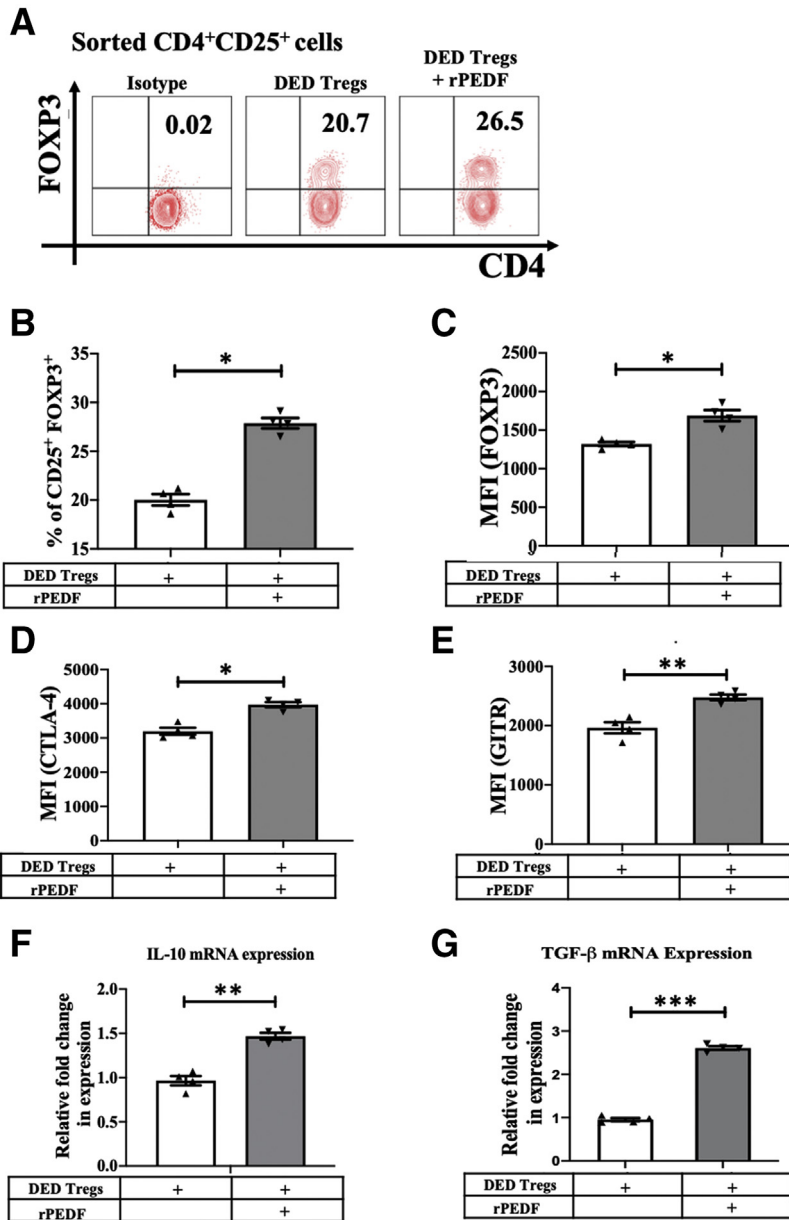 A
Sorted CD4⁺CD25⁺ cells
Isotype
DED Tregs
DED Tregs
+ rPEDF
0.02
20.7
26.5
FOXP3
CD4
B
% of CD25⁺ FOXP3⁺
35
30
25
20
15
*
DED Tregs + +
rPEDF +
C
MFI (FOXP3)
2500
2000
1500
1000
500
0
*
DED Tregs + +
rPEDF +
D
MFI (CTLA-4)
5000
4000
3000
2000
1000
0
*
DED Tregs + +
rPEDF +
E
MFI (GITR)
3000
2000
1000
0
**
DED Tregs + +
rPEDF +
F
IL-10 mRNA expression
Relative fold change
in expression
2.0
1.5
1.0
0.5
0.0
**
DED Tregs + +
rPEDF +
G
TGF-β mRNA Expression
Relative fold change
in expression
4
3
2
1
0
***
DED Tregs + +
rPEDF +